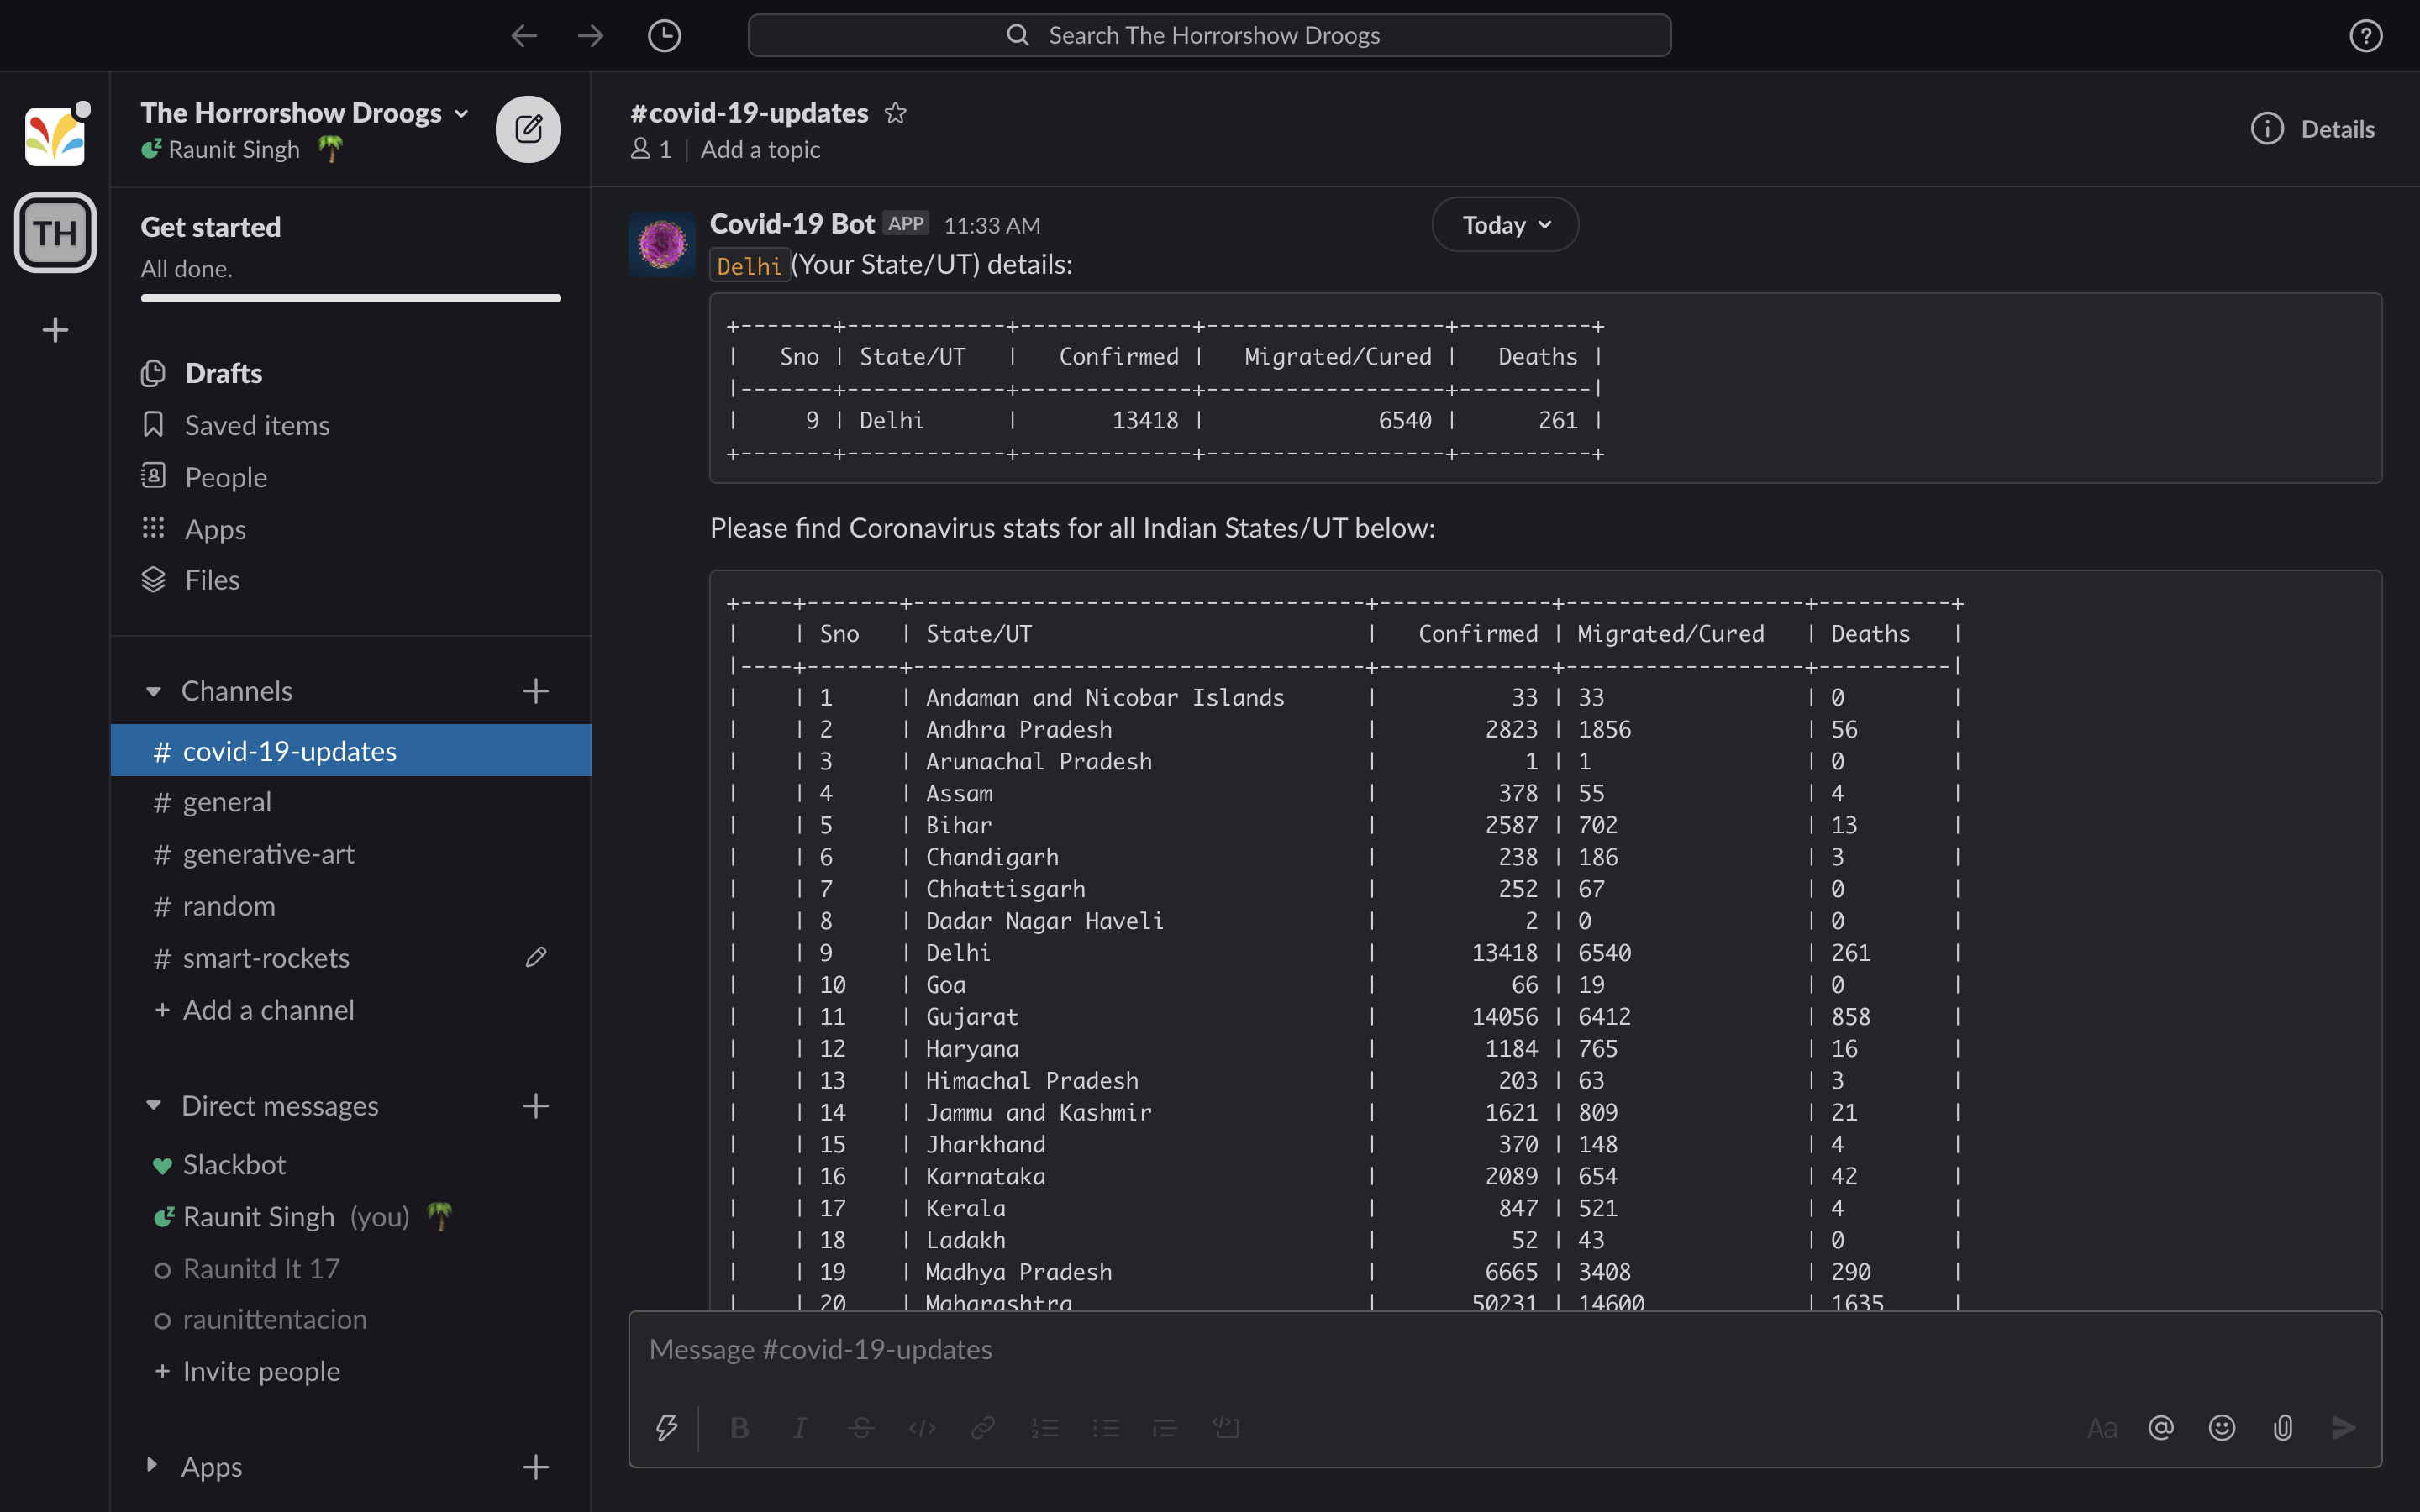 Search The Horrorshow Droogs
TH
The Horrorshow Droogs
Raunit Singh
Get started
All done.
Drafts
Saved items
People
Apps
Files
Channels
# covid-19-updates
# general
# generative-art
# random
# smart-rockets
+ Add a channel
Direct messages
Slackbot
Raunit Singh (you)
Raunitd It 17
raunittentacion
+ Invite people
Apps
#covid-19-updates
1 | Add a topic
Details
Today
Covid-19 Bot APP 11:33 AM
Delhi (Your State/UT) details:
+-------+------------+-------------+------------------+----------+
|   Sno | State/UT   |   Confirmed |   Migrated/Cured |   Deaths |
|-------+------------+-------------+------------------+----------|
|     9 | Delhi      |       13418 |             6540 |      261 |
+-------+------------+-------------+------------------+----------+
Please find Coronavirus stats for all Indian States/UT below:
+----+-------+----------------------------------+-------------+------------------+----------+
|    | Sno   | State/UT                         |   Confirmed | Migrated/Cured   | Deaths   |
|----+-------+----------------------------------+-------------+------------------+----------|
|    | 1     | Andaman and Nicobar Islands      |          33 | 33               | 0        |
|    | 2     | Andhra Pradesh                   |        2823 | 1856             | 56       |
|    | 3     | Arunachal Pradesh                |           1 | 1                | 0        |
|    | 4     | Assam                            |         378 | 55               | 4        |
|    | 5     | Bihar                            |        2587 | 702              | 13       |
|    | 6     | Chandigarh                       |         238 | 186              | 3        |
|    | 7     | Chhattisgarh                     |         252 | 67               | 0        |
|    | 8     | Dadar Nagar Haveli               |           2 | 0                | 0        |
|    | 9     | Delhi                            |       13418 | 6540             | 261      |
|    | 10    | Goa                              |          66 | 19               | 0        |
|    | 11    | Gujarat                          |       14056 | 6412             | 858      |
|    | 12    | Haryana                          |        1184 | 765              | 16       |
|    | 13    | Himachal Pradesh                 |         203 | 63               | 3        |
|    | 14    | Jammu and Kashmir                |        1621 | 809              | 21       |
|    | 15    | Jharkhand                        |         370 | 148              | 4        |
|    | 16    | Karnataka                        |        2089 | 654              | 42       |
|    | 17    | Kerala                           |         847 | 521              | 4        |
|    | 18    | Ladakh                           |          52 | 43               | 0        |
|    | 19    | Madhya Pradesh                   |        6665 | 3408             | 290      |
|    | 20    | Maharashtra                      |       50231 | 14600            | 1635     |
Message #covid-19-updates
B I S </> Aa @